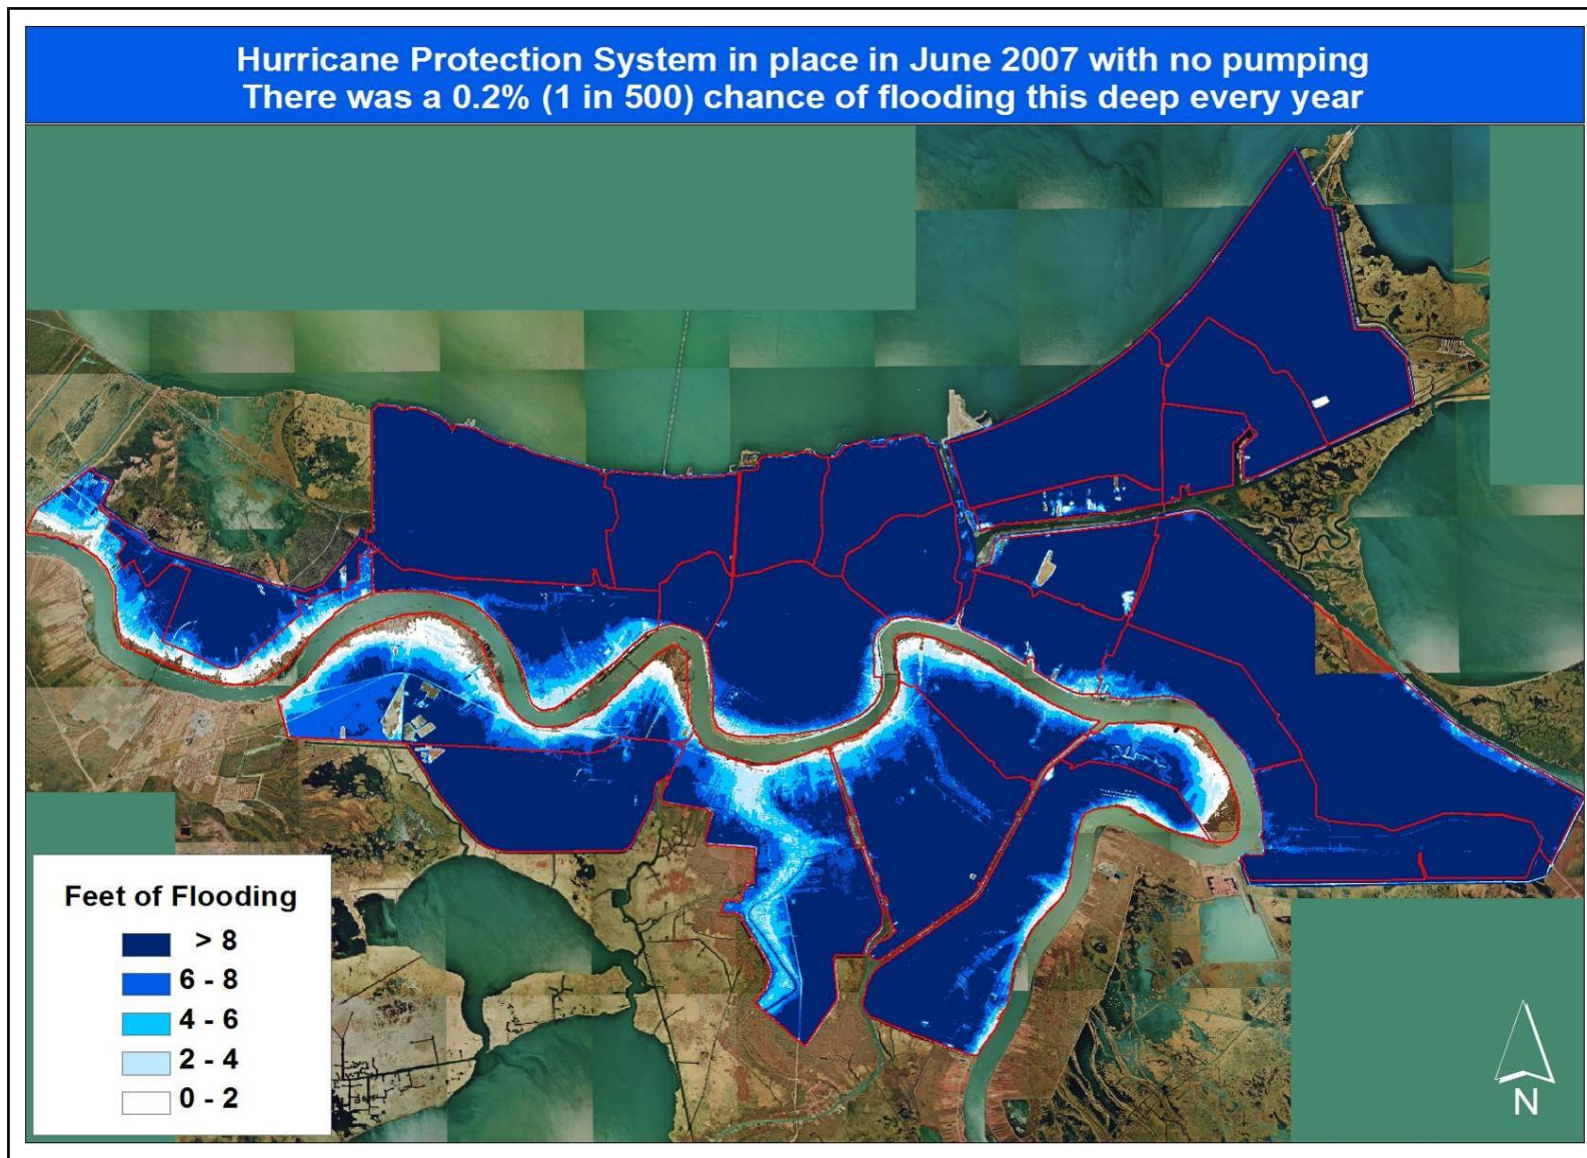 Hurricane Protection System in place in June 2007 with no pumping
There was a 0.2% (1 in 500) chance of flooding this deep every year
Feet of Flooding
> 8
6 - 8
4 - 6
2 - 4
0 - 2
N